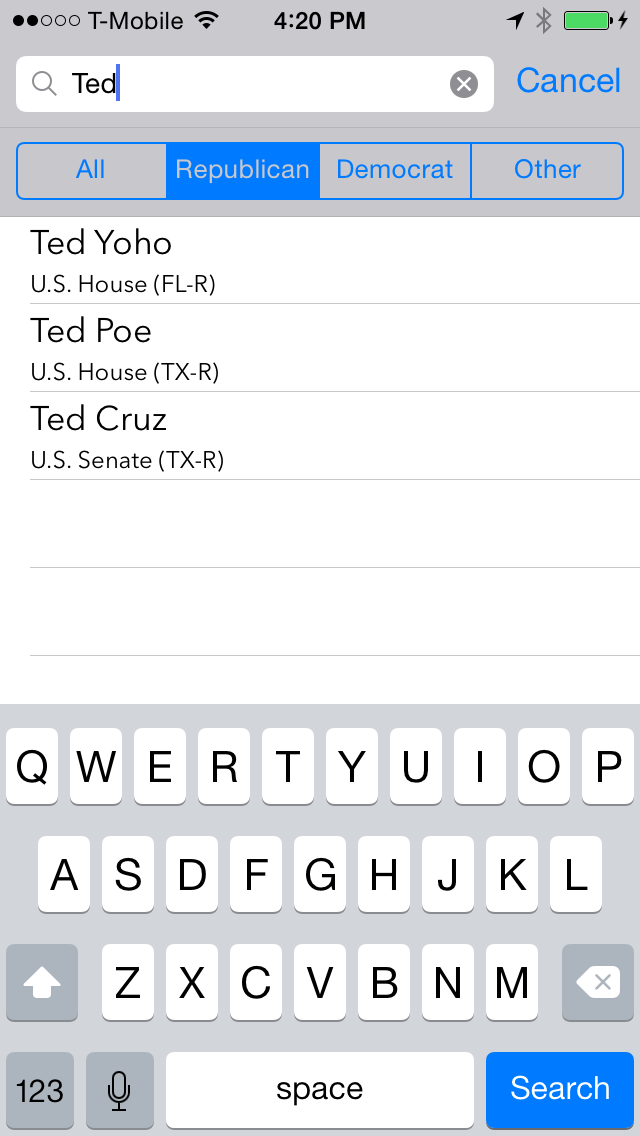 T-Mobile 4:20 PM
Ted Cancel
All Republican Democrat Other
Ted Yoho
U.S. House (FL-R)
Ted Poe
U.S. House (TX-R)
Ted Cruz
U.S. Senate (TX-R)
Q W E R T Y U I O P
A S D F G H J K L
Z X C V B N M
123 space Search